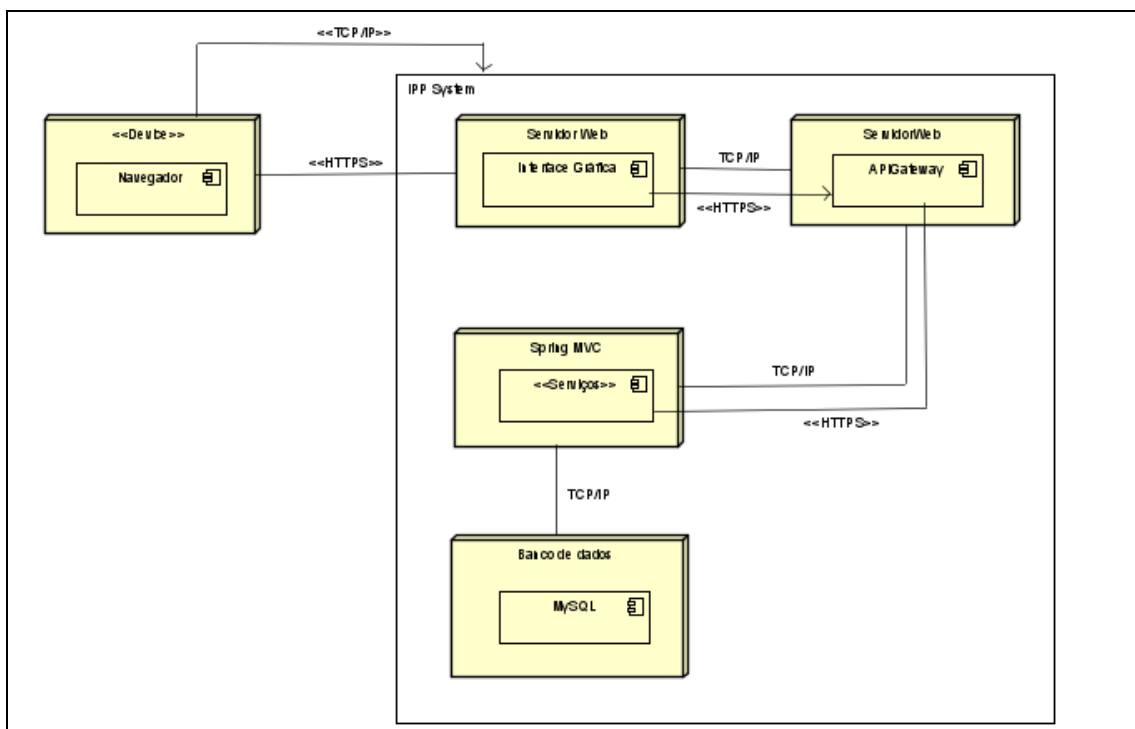 <<TCP/IP>>
IPP System
<<Device>>
Navegador
<<HTTPS>>
Servidor Web
Interface Gráfica
TCP/IP
<<HTTPS>>
ServidorWeb
APIGateway
Spring MVC
<<Serviços>>
TCP/IP
<<HTTPS>>
TCP/IP
Banco de dados
MySQL